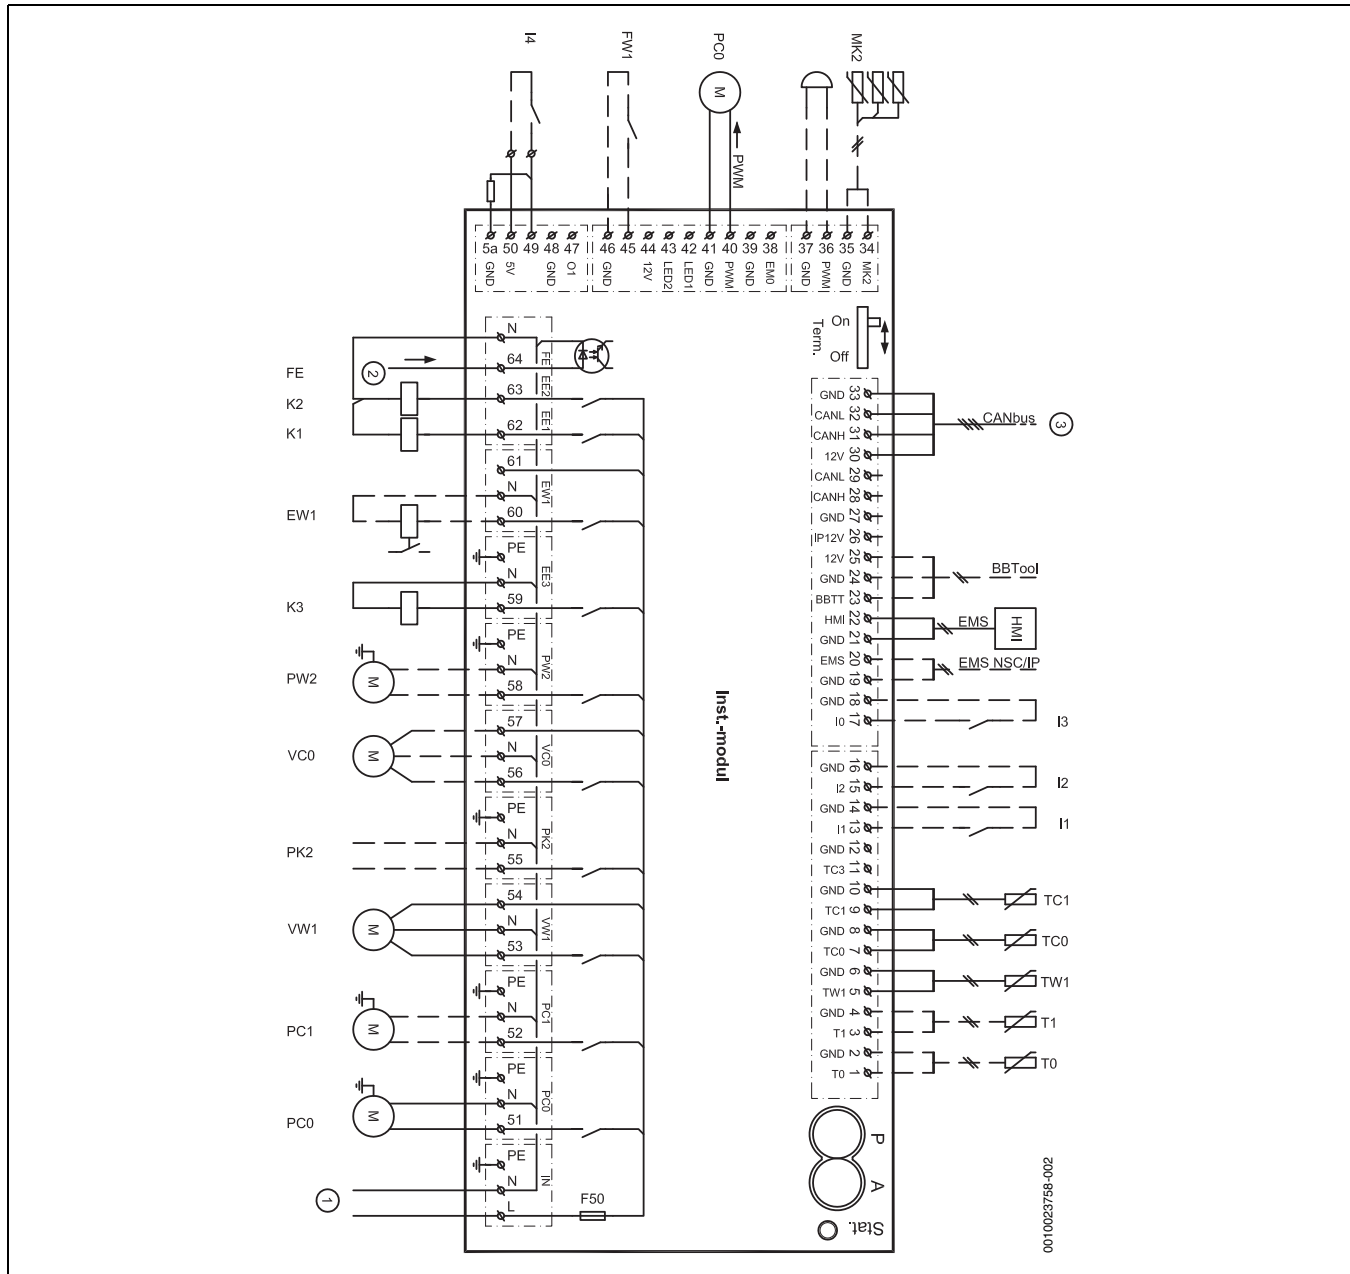 I4
FW1
PC0
MK2
M
PWM
5a 50 49 48 47
GND 5V GND O1
46 45 44 43 42 41 40 39 38
GND 12V LED2 LED1 GND PWM GND EM0
37 36 35 34
GND PWM GND MK2
On
Term.
Off
FE
2
K2
K1
N
64
FE
63
EE2
62
EE1
EW1
61
N
60
EW1
K3
PE
N
59
EE3
PW2
M
PE
N
58
PW2
VC0
M
57
N
56
VC0
PK2
PE
N
55
PK2
VW1
M
54
N
53
VW1
PC1
M
PE
N
52
PC1
PC0
M
PE
N
51
PC0
1
PE
N
L
IN
F50
Inst.-modul
GND 33
CANL 32
CANH 31
12V 30
CANbus
3
CANL 29
CANH 28
GND 27
IP12V 26
12V 25
GND 24
BBTT 23
BBTool
HMI 22
GND 21
EMS
HMI
EMS 20
GND 19
EMS NSC/IP
GND 18
I0 17
I3
GND 16
I2 15
I2
GND 14
I1 13
I1
GND 12
TC3 11
GND 10
TC1 9
TC1
GND 8
TC0 7
TC0
GND 6
TW1 5
TW1
GND 4
T1 3
T1
GND 2
T0 1
T0
P
A
Stat.
0010023758-002